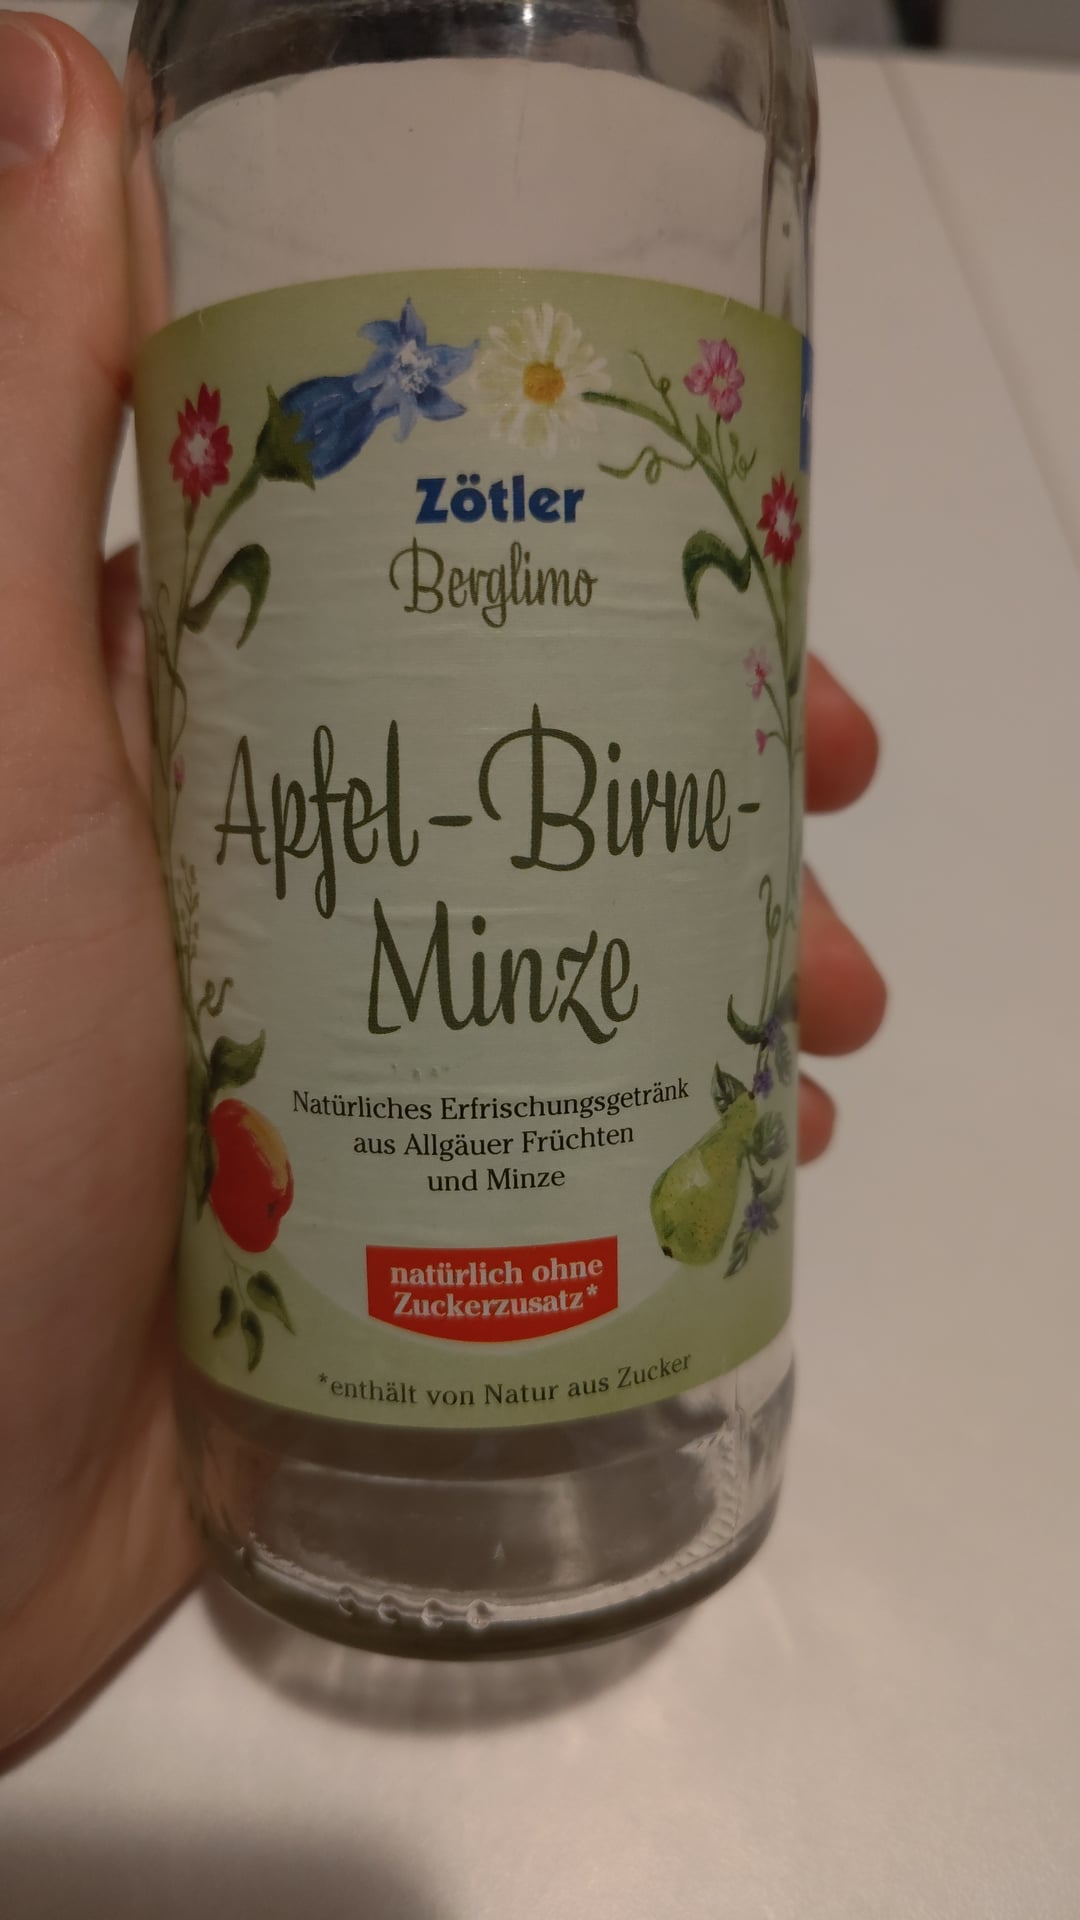 Zötler
Berglimo
Apfel-Birne-
Minze
Natürliches Erfrischungsgetränk
aus Allgäuer Früchten
und Minze
natürlich ohne
Zuckerzusatz*
*enthält von Natur aus Zucker